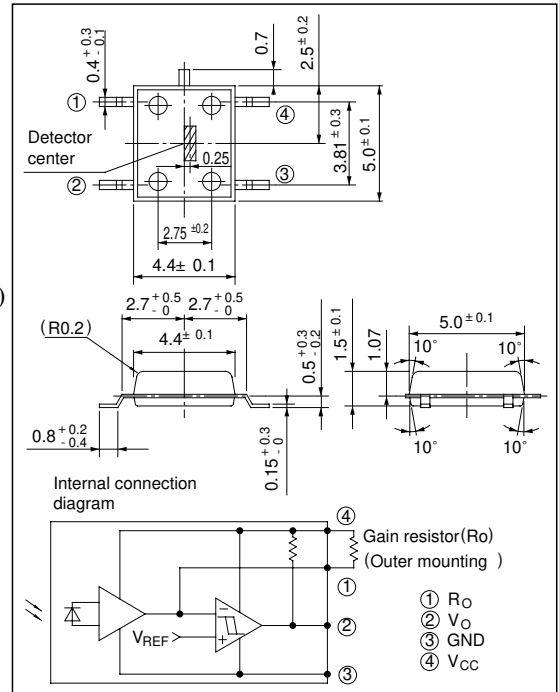 0.4 +0.3 -0.1
0.7
2.5 ± 0.2
①
④
Detector center
0.25
3.81 ± 0.3
5.0 ± 0.1
②
③
2.75 ±0.2
4.4± 0.1
)
2.7 +0.5 -0
2.7 +0.5 -0
(R0.2)
4.4± 0.1
0.5 +0.3 -0.2
1.5 ± 0.1
1.07
5.0 ± 0.1
10°
10°
0.8 +0.2 -0.4
0.15 +0.3 -0
10°
10°
Internal connection
diagram
④
Gain resistor(Ro)
(Outer mounting )
①
VREF
−
+
②
③
① RO
② VO
③ GND
④ VCC